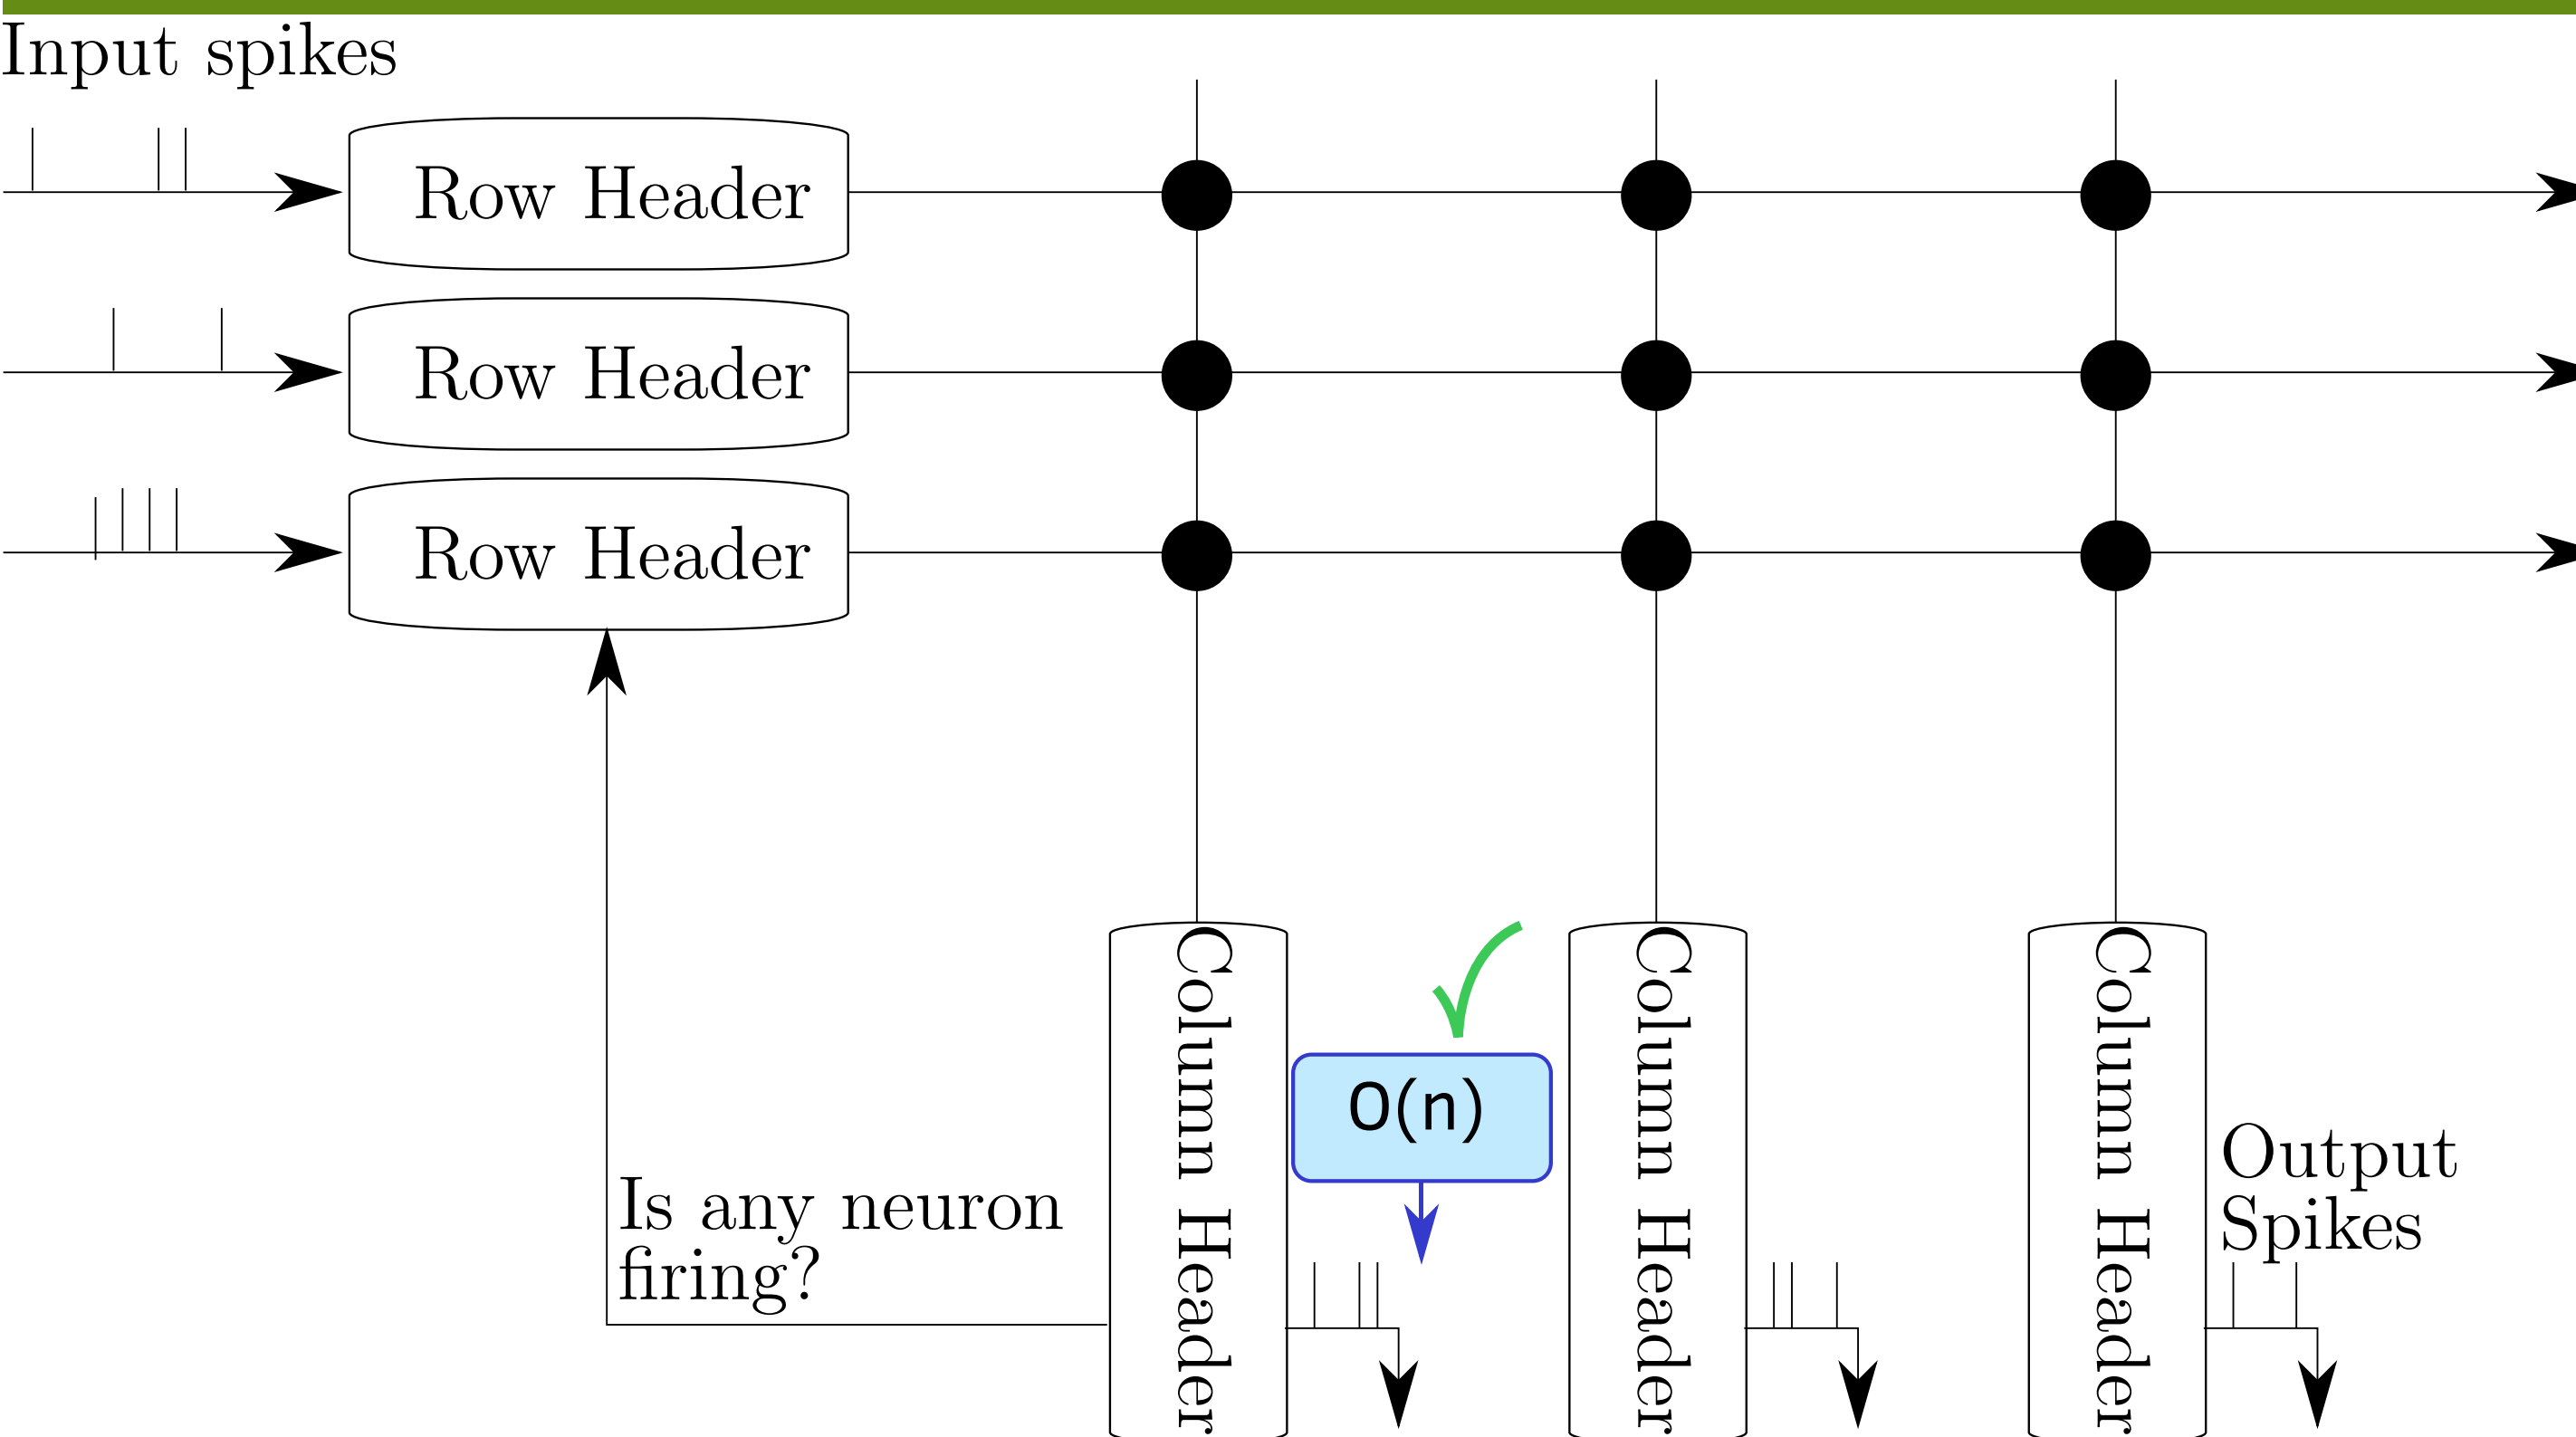 Input spikes
Row Header
Row Header
Row Header
Column Header
Column Header
Column Header
O(n)
Is any neuron
firing?
Output
Spikes